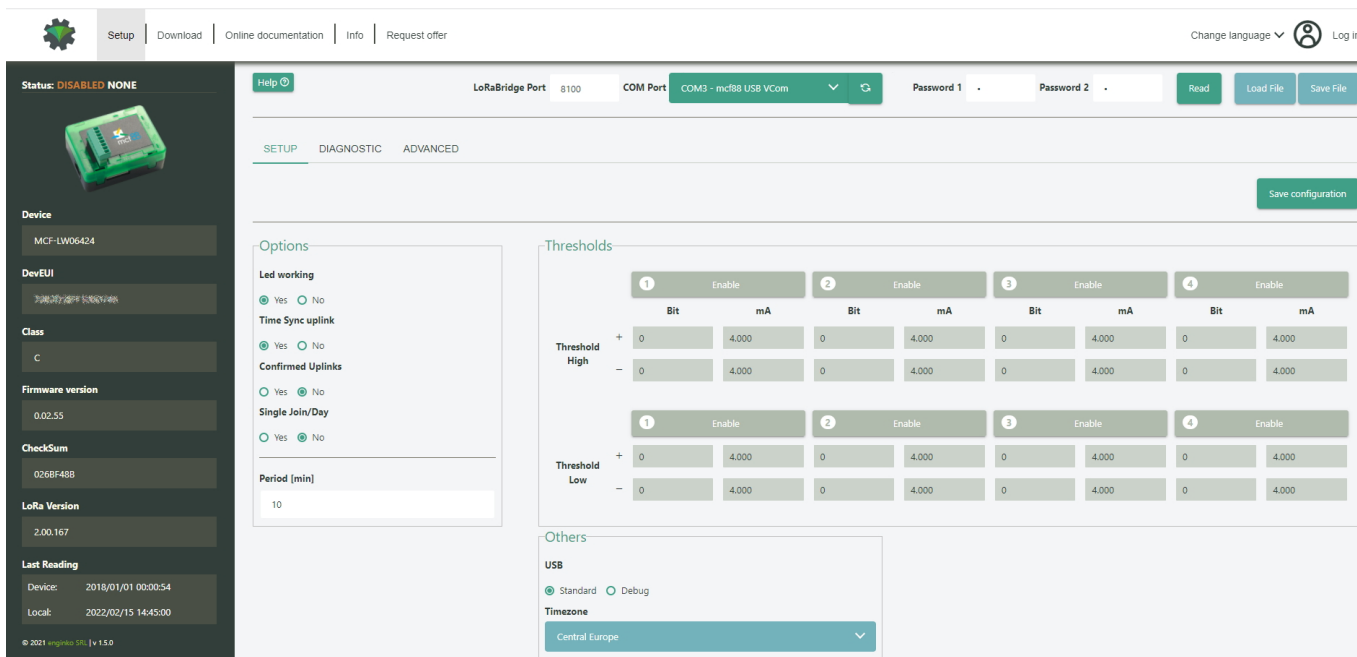 Setup Download Online documentation Info Request offer Change language Log in
Status: DISABLED NONE
Help LoRaBridge Port 8100 COM Port COM3 - mcf88 USB VCom Password 1 Password 2 Read Load File Save File
SETUP DIAGNOSTIC ADVANCED
Save configuration
Device
MCF-LW06424
DevEUI
Class
C
Firmware version
0.02.55
CheckSum
026BF48B
LoRa Version
2.00.167
Last Reading
Device: 2018/01/01 00:00:54
Local: 2022/02/15 14:45:00
© 2021 enginko SRL | v 1.5.0
Options
Led working
Yes No
Time Sync uplink
Yes No
Confirmed Uplinks
Yes No
Single Join/Day
Yes No
Period [min]
10
Thresholds
1 Enable 2 Enable 3 Enable 4 Enable
Bit mA Bit mA Bit mA Bit mA
Threshold High
+ 0 4.000 0 4.000 0 4.000 0 4.000
− 0 4.000 0 4.000 0 4.000 0 4.000
1 Enable 2 Enable 3 Enable 4 Enable
Threshold Low
+ 0 4.000 0 4.000 0 4.000 0 4.000
− 0 4.000 0 4.000 0 4.000 0 4.000
Others
USB
Standard Debug
Timezone
Central Europe